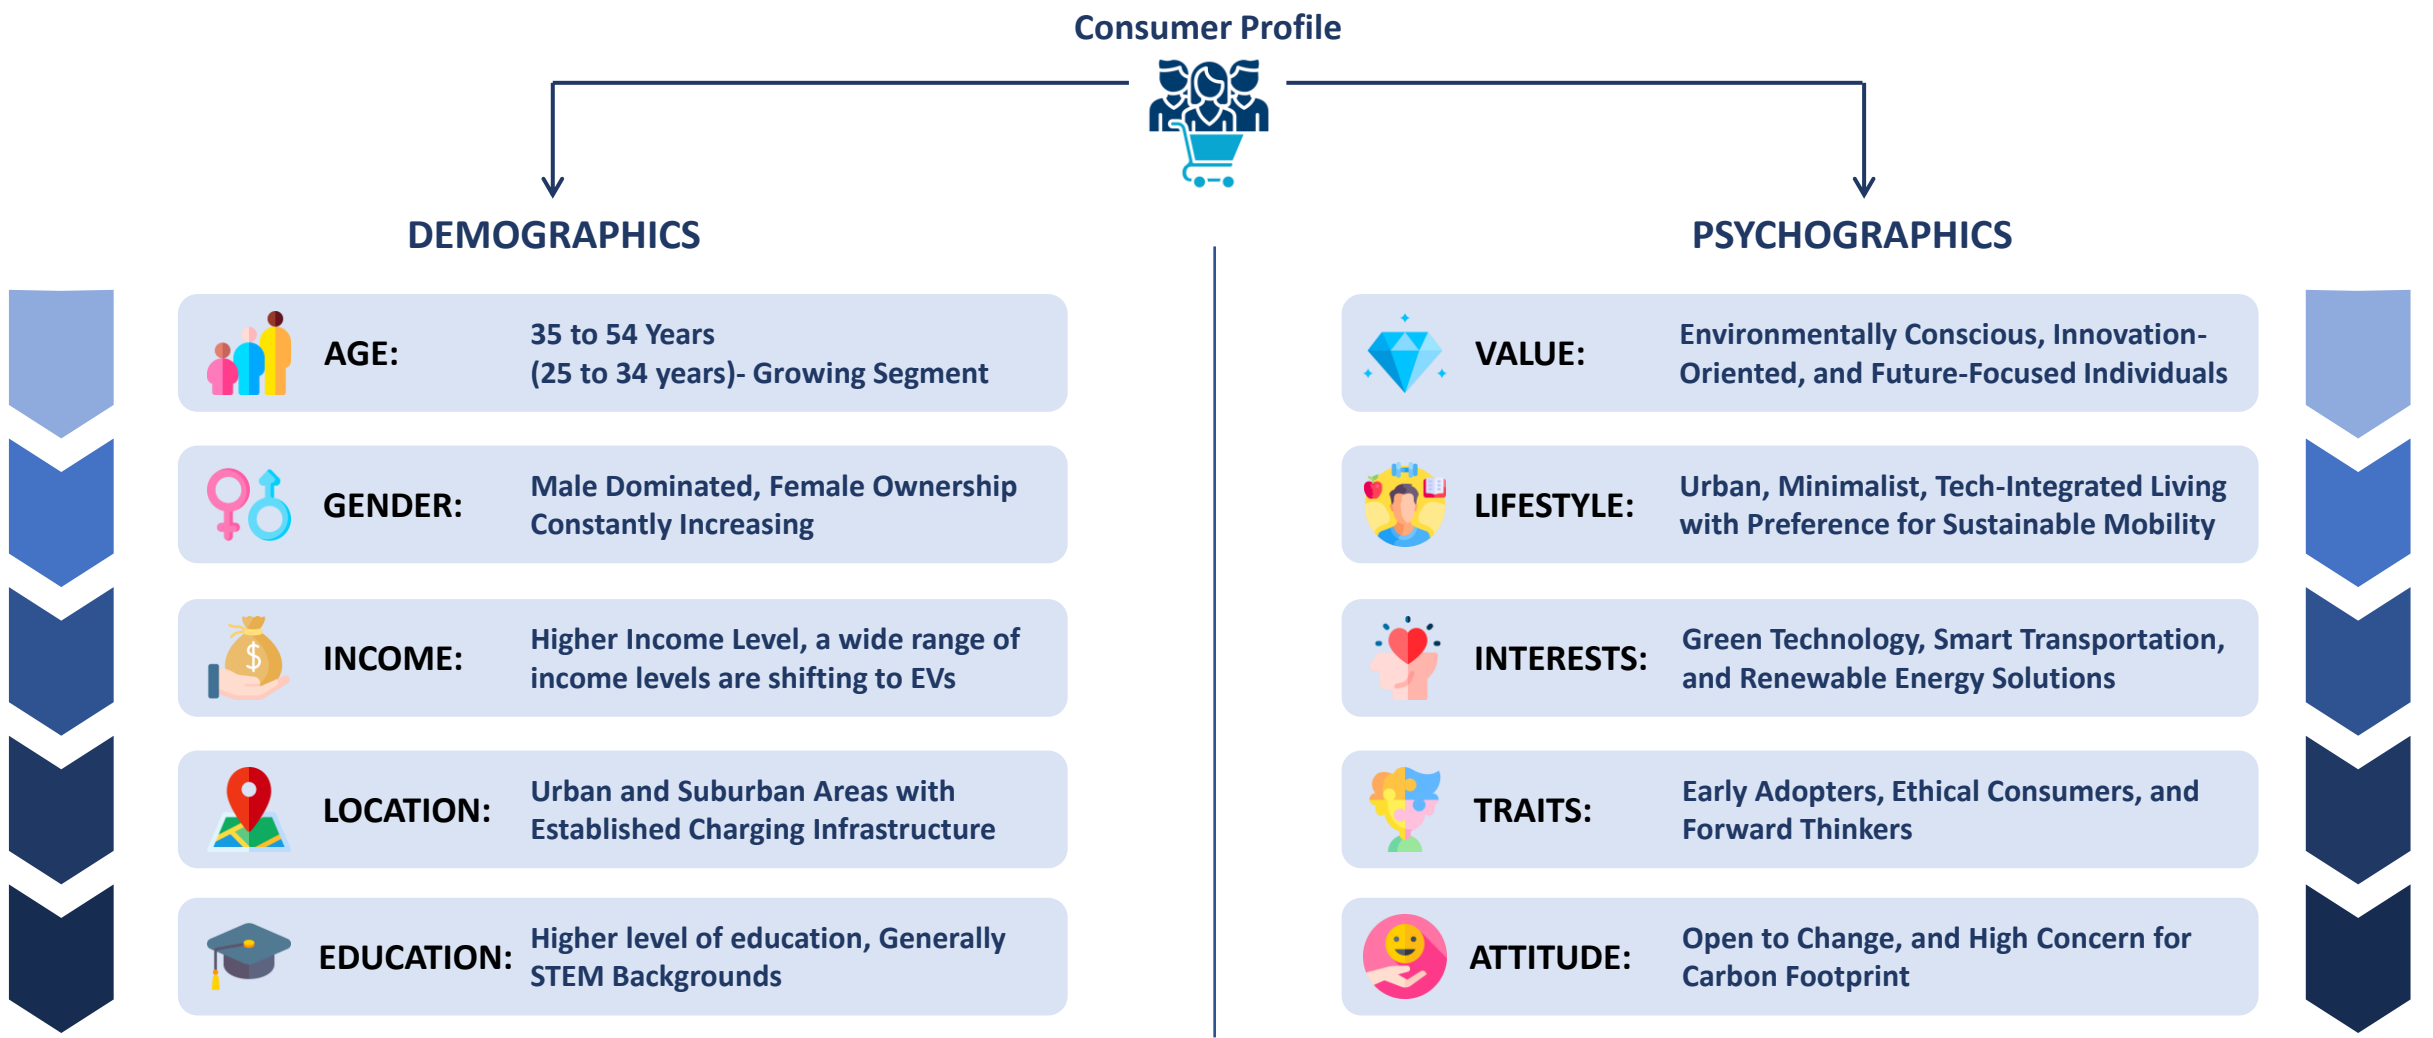 Consumer Profile
DEMOGRAPHICS
AGE:
35 to 54 Years
(25 to 34 years)- Growing Segment
GENDER:
Male Dominated, Female Ownership
Constantly Increasing
$
INCOME:
Higher Income Level, a wide range of
income levels are shifting to EVs
LOCATION:
Urban and Suburban Areas with
Established Charging Infrastructure
EDUCATION:
Higher level of education, Generally
STEM Backgrounds
PSYCHOGRAPHICS
VALUE:
Environmentally Conscious, Innovation-
Oriented, and Future-Focused Individuals
LIFESTYLE:
Urban, Minimalist, Tech-Integrated Living
with Preference for Sustainable Mobility
INTERESTS:
Green Technology, Smart Transportation,
and Renewable Energy Solutions
TRAITS:
Early Adopters, Ethical Consumers, and
Forward Thinkers
ATTITUDE:
Open to Change, and High Concern for
Carbon Footprint